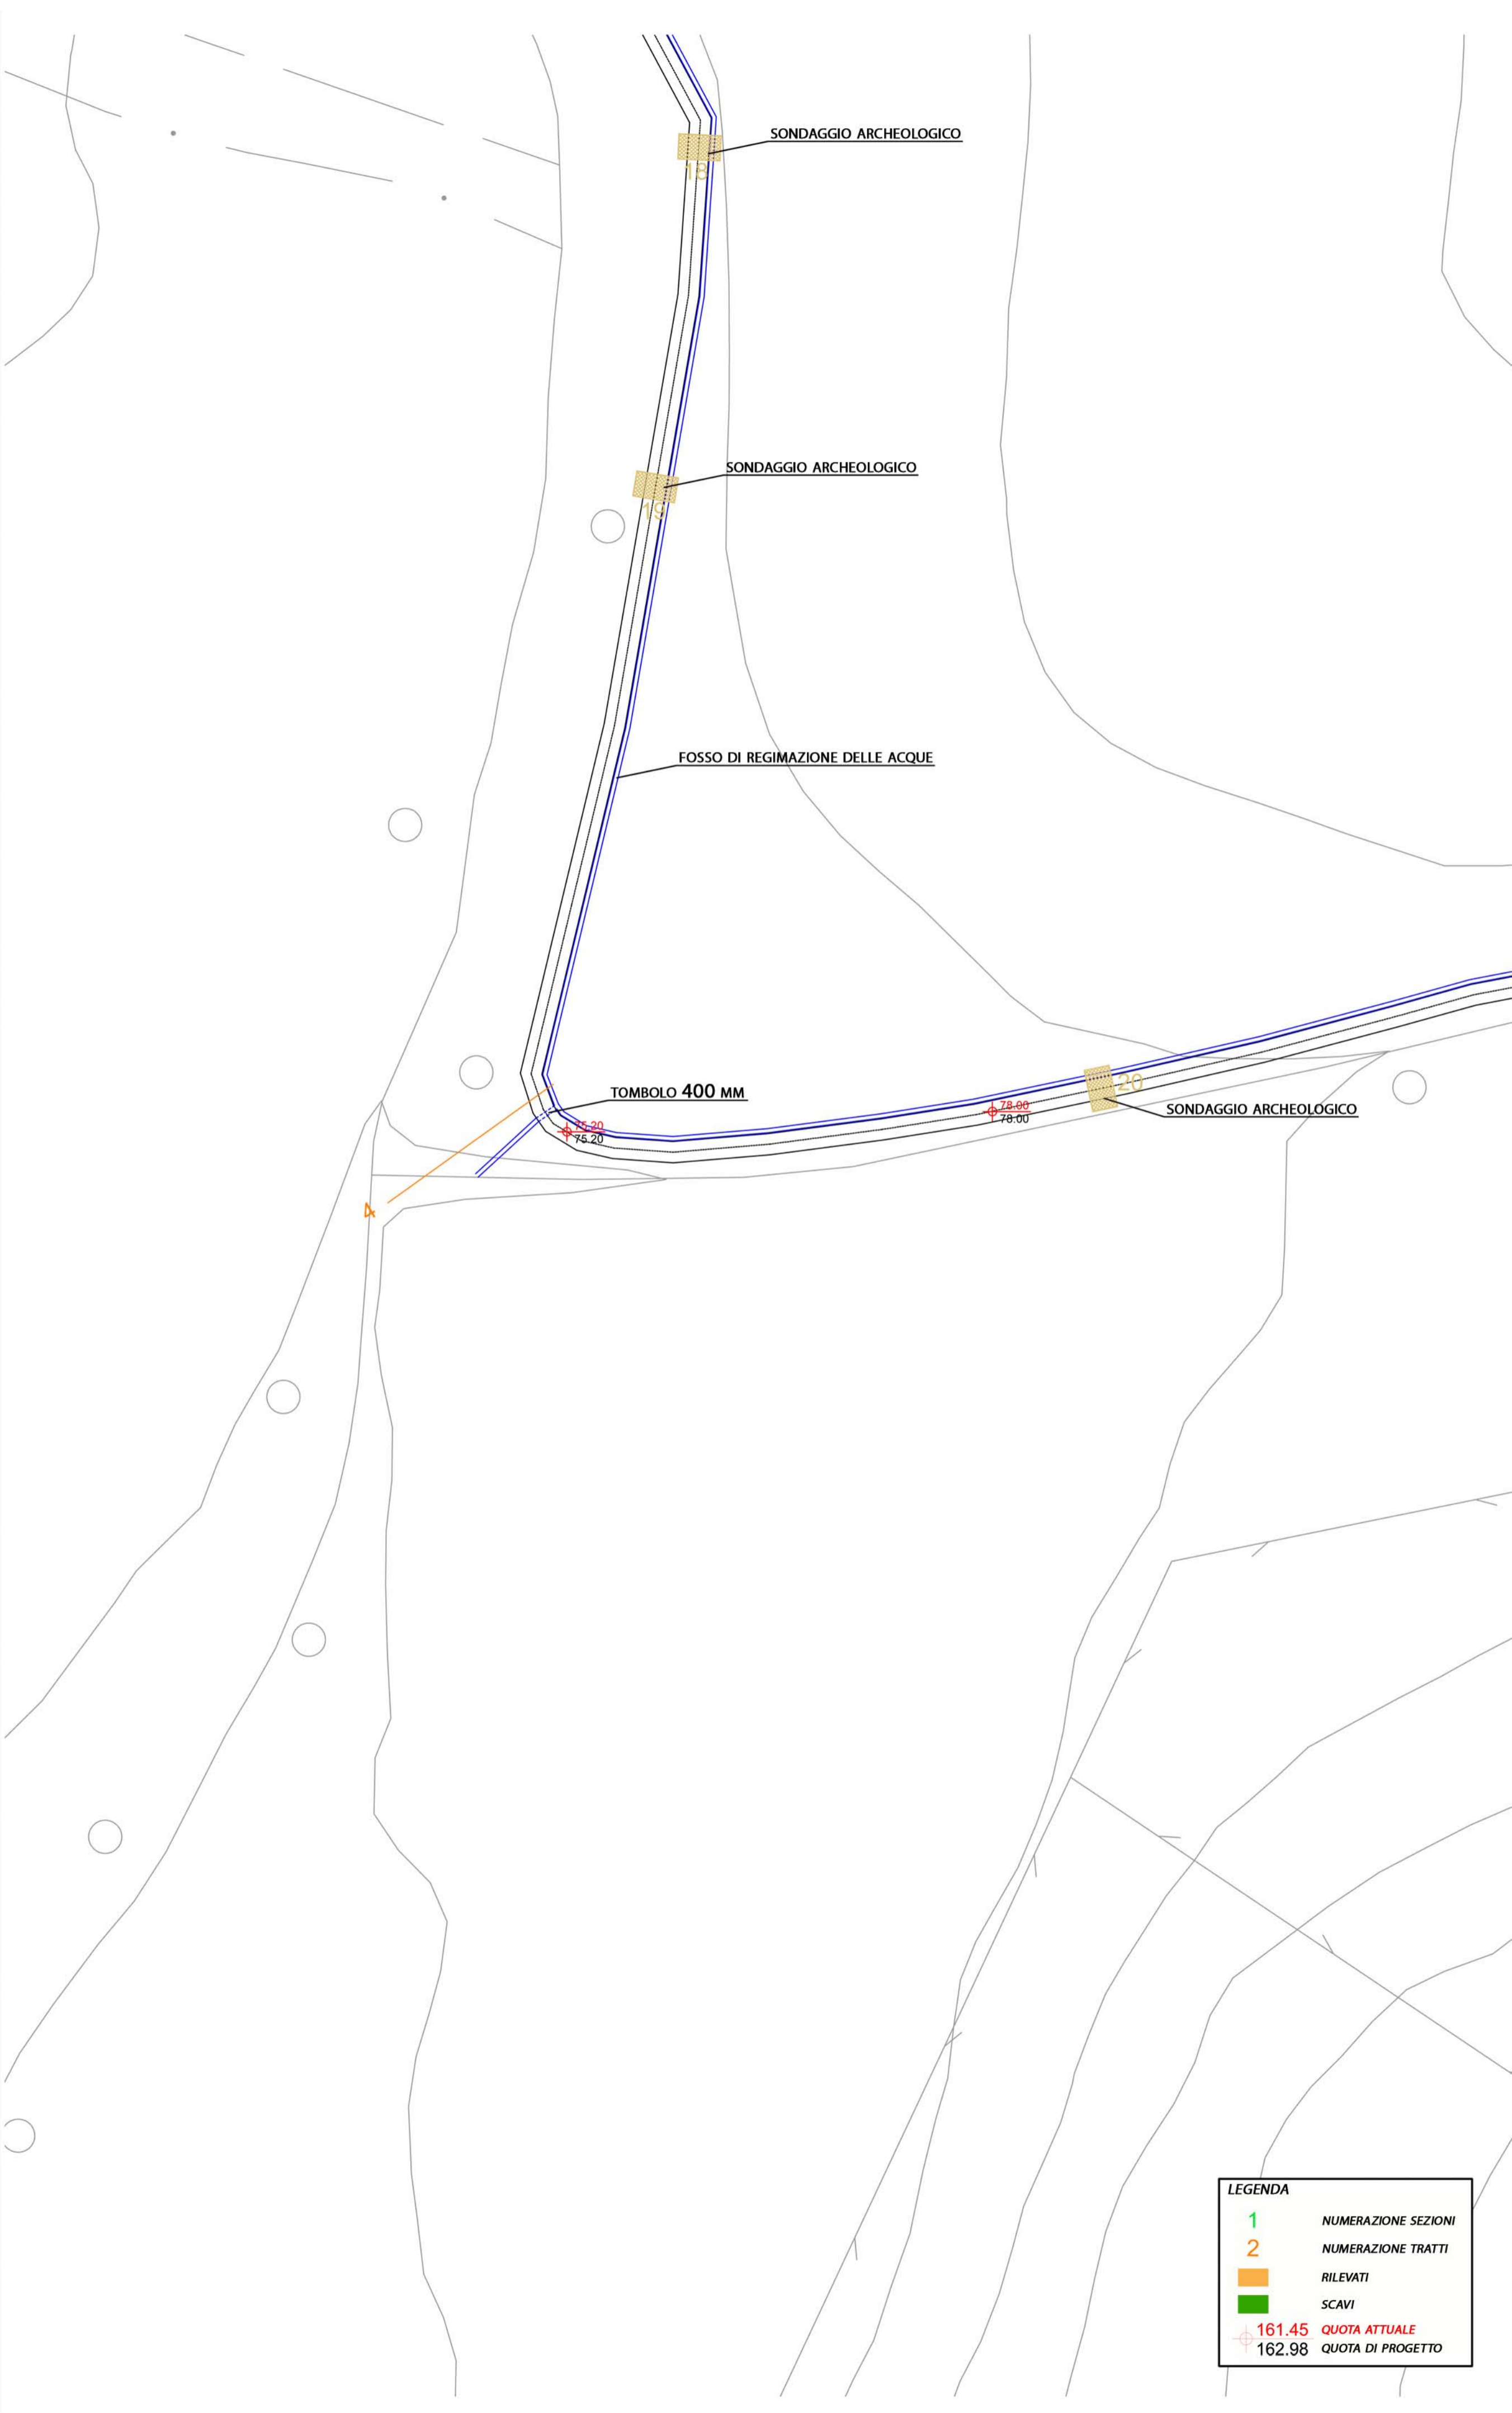 SONDAGGIO ARCHEOLOGICO
18
SONDAGGIO ARCHEOLOGICO
19
FOSSO DI REGIMAZIONE DELLE ACQUE
TOMBOLO 400 MM
75.20
75.20
78.00
78.00
20
SONDAGGIO ARCHEOLOGICO
4
LEGENDA
1 NUMERAZIONE SEZIONI
2 NUMERAZIONE TRATTI
RILEVATI
SCAVI
161.45 QUOTA ATTUALE
162.98 QUOTA DI PROGETTO